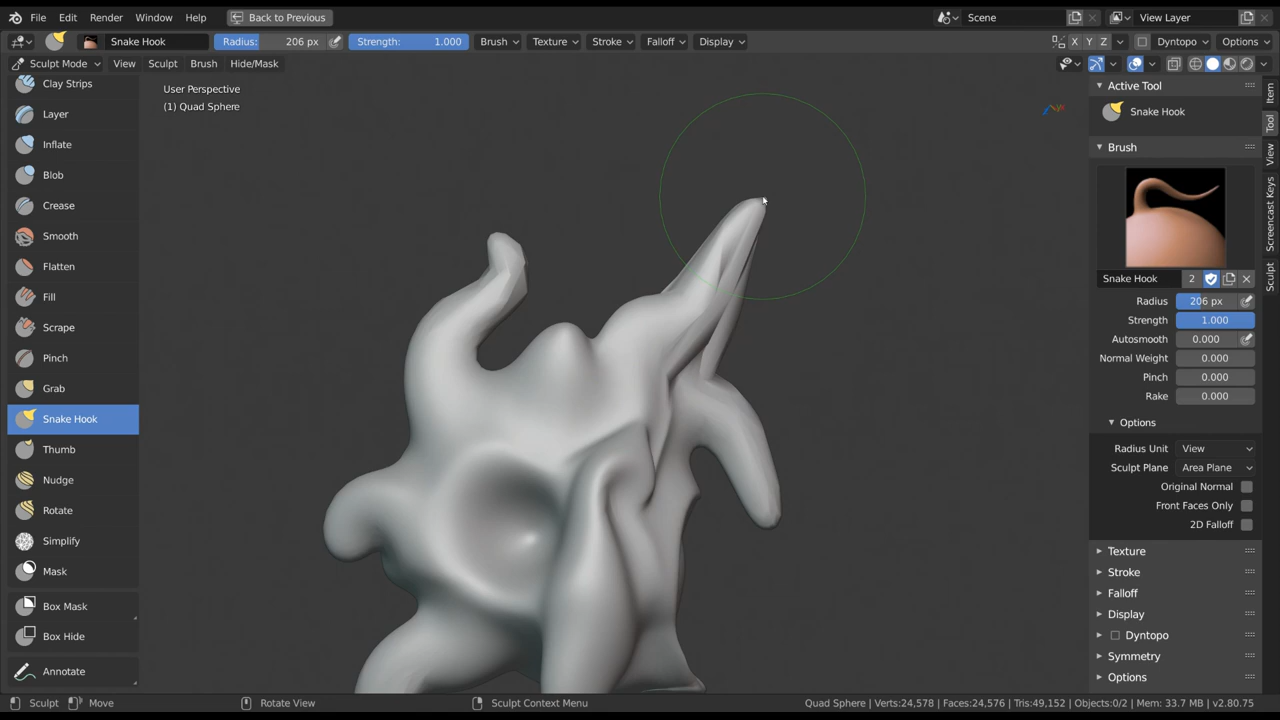 File Edit Render Window Help Back to Previous Scene View Layer
Snake Hook Radius: 206 px Strength: 1.000 Brush Texture Stroke Falloff Display X Y Z Dyntopo Options
Sculpt Mode View Sculpt Brush Hide/Mask
User Perspective
(1) Quad Sphere
Clay Strips
Layer
Inflate
Blob
Crease
Smooth
Flatten
Fill
Scrape
Pinch
Grab
Snake Hook
Thumb
Nudge
Rotate
Simplify
Mask
Box Mask
Box Hide
Annotate
Active Tool
Snake Hook
Brush
Snake Hook 2
Radius 206 px
Strength 1.000
Autosmooth 0.000
Normal Weight 0.000
Pinch 0.000
Rake 0.000
Options
Radius Unit View
Sculpt Plane Area Plane
Original Normal
Front Faces Only
2D Falloff
Texture
Stroke
Falloff
Display
Dyntopo
Symmetry
Options
Item
Tool
View
Screencast Keys
Sculpt
Sculpt Move Rotate View Sculpt Context Menu Quad Sphere | Verts:24,578 | Faces:24,576 | Tris:49,152 | Objects:0/2 | Mem: 33.7 MB | v2.80.75